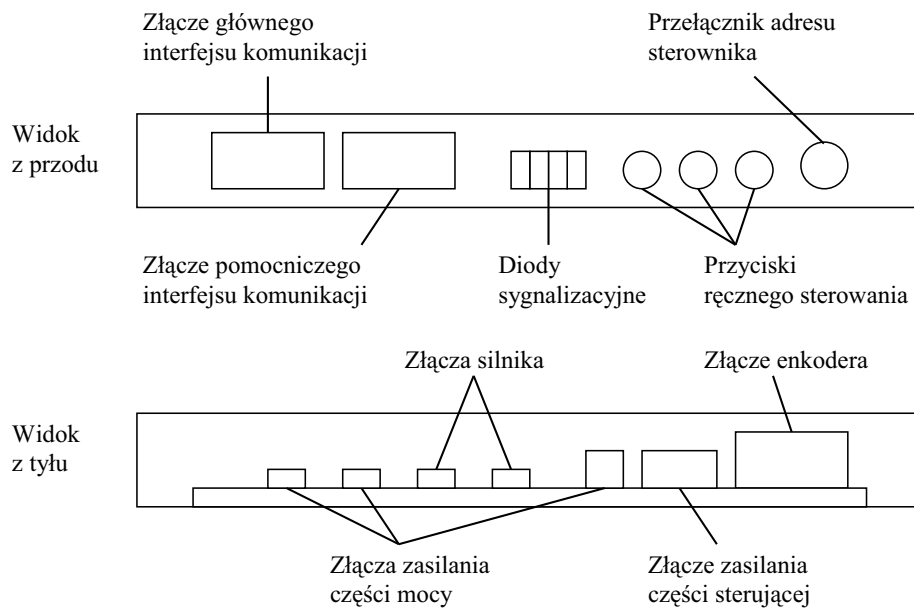 Złącze głównego
interfejsu komunikacji
Przełącznik adresu
sterownika
Widok
z przodu
Złącze pomocniczego
interfejsu komunikacji
Diody
sygnalizacyjne
Przyciski
ręcznego sterowania
Złącza silnika
Złącze enkodera
Widok
z tyłu
Złącza zasilania
części mocy
Złącze zasilania
części sterującej